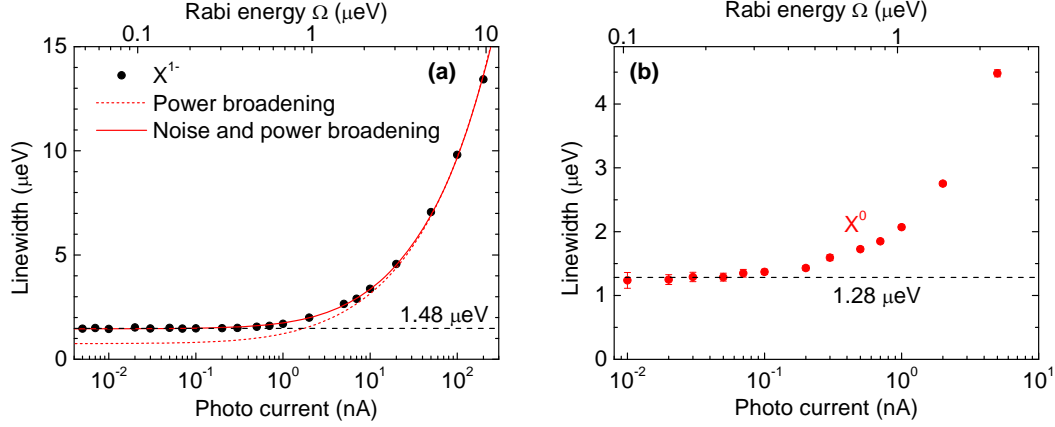 Rabi energy Ω (μeV)
0.1 1 10
(a)
X¹⁻
Power broadening
Noise and power broadening
15
10
5
0
Linewidth (μeV)
1.48 μeV
10⁻² 10⁻¹ 10⁰ 10¹ 10²
Photo current (nA)
Rabi energy Ω (μeV)
0.1 1
(b)
4
3
2
1
0
Linewidth (μeV)
X⁰
1.28 μeV
10⁻² 10⁻¹ 10⁰ 10¹
Photo current (nA)